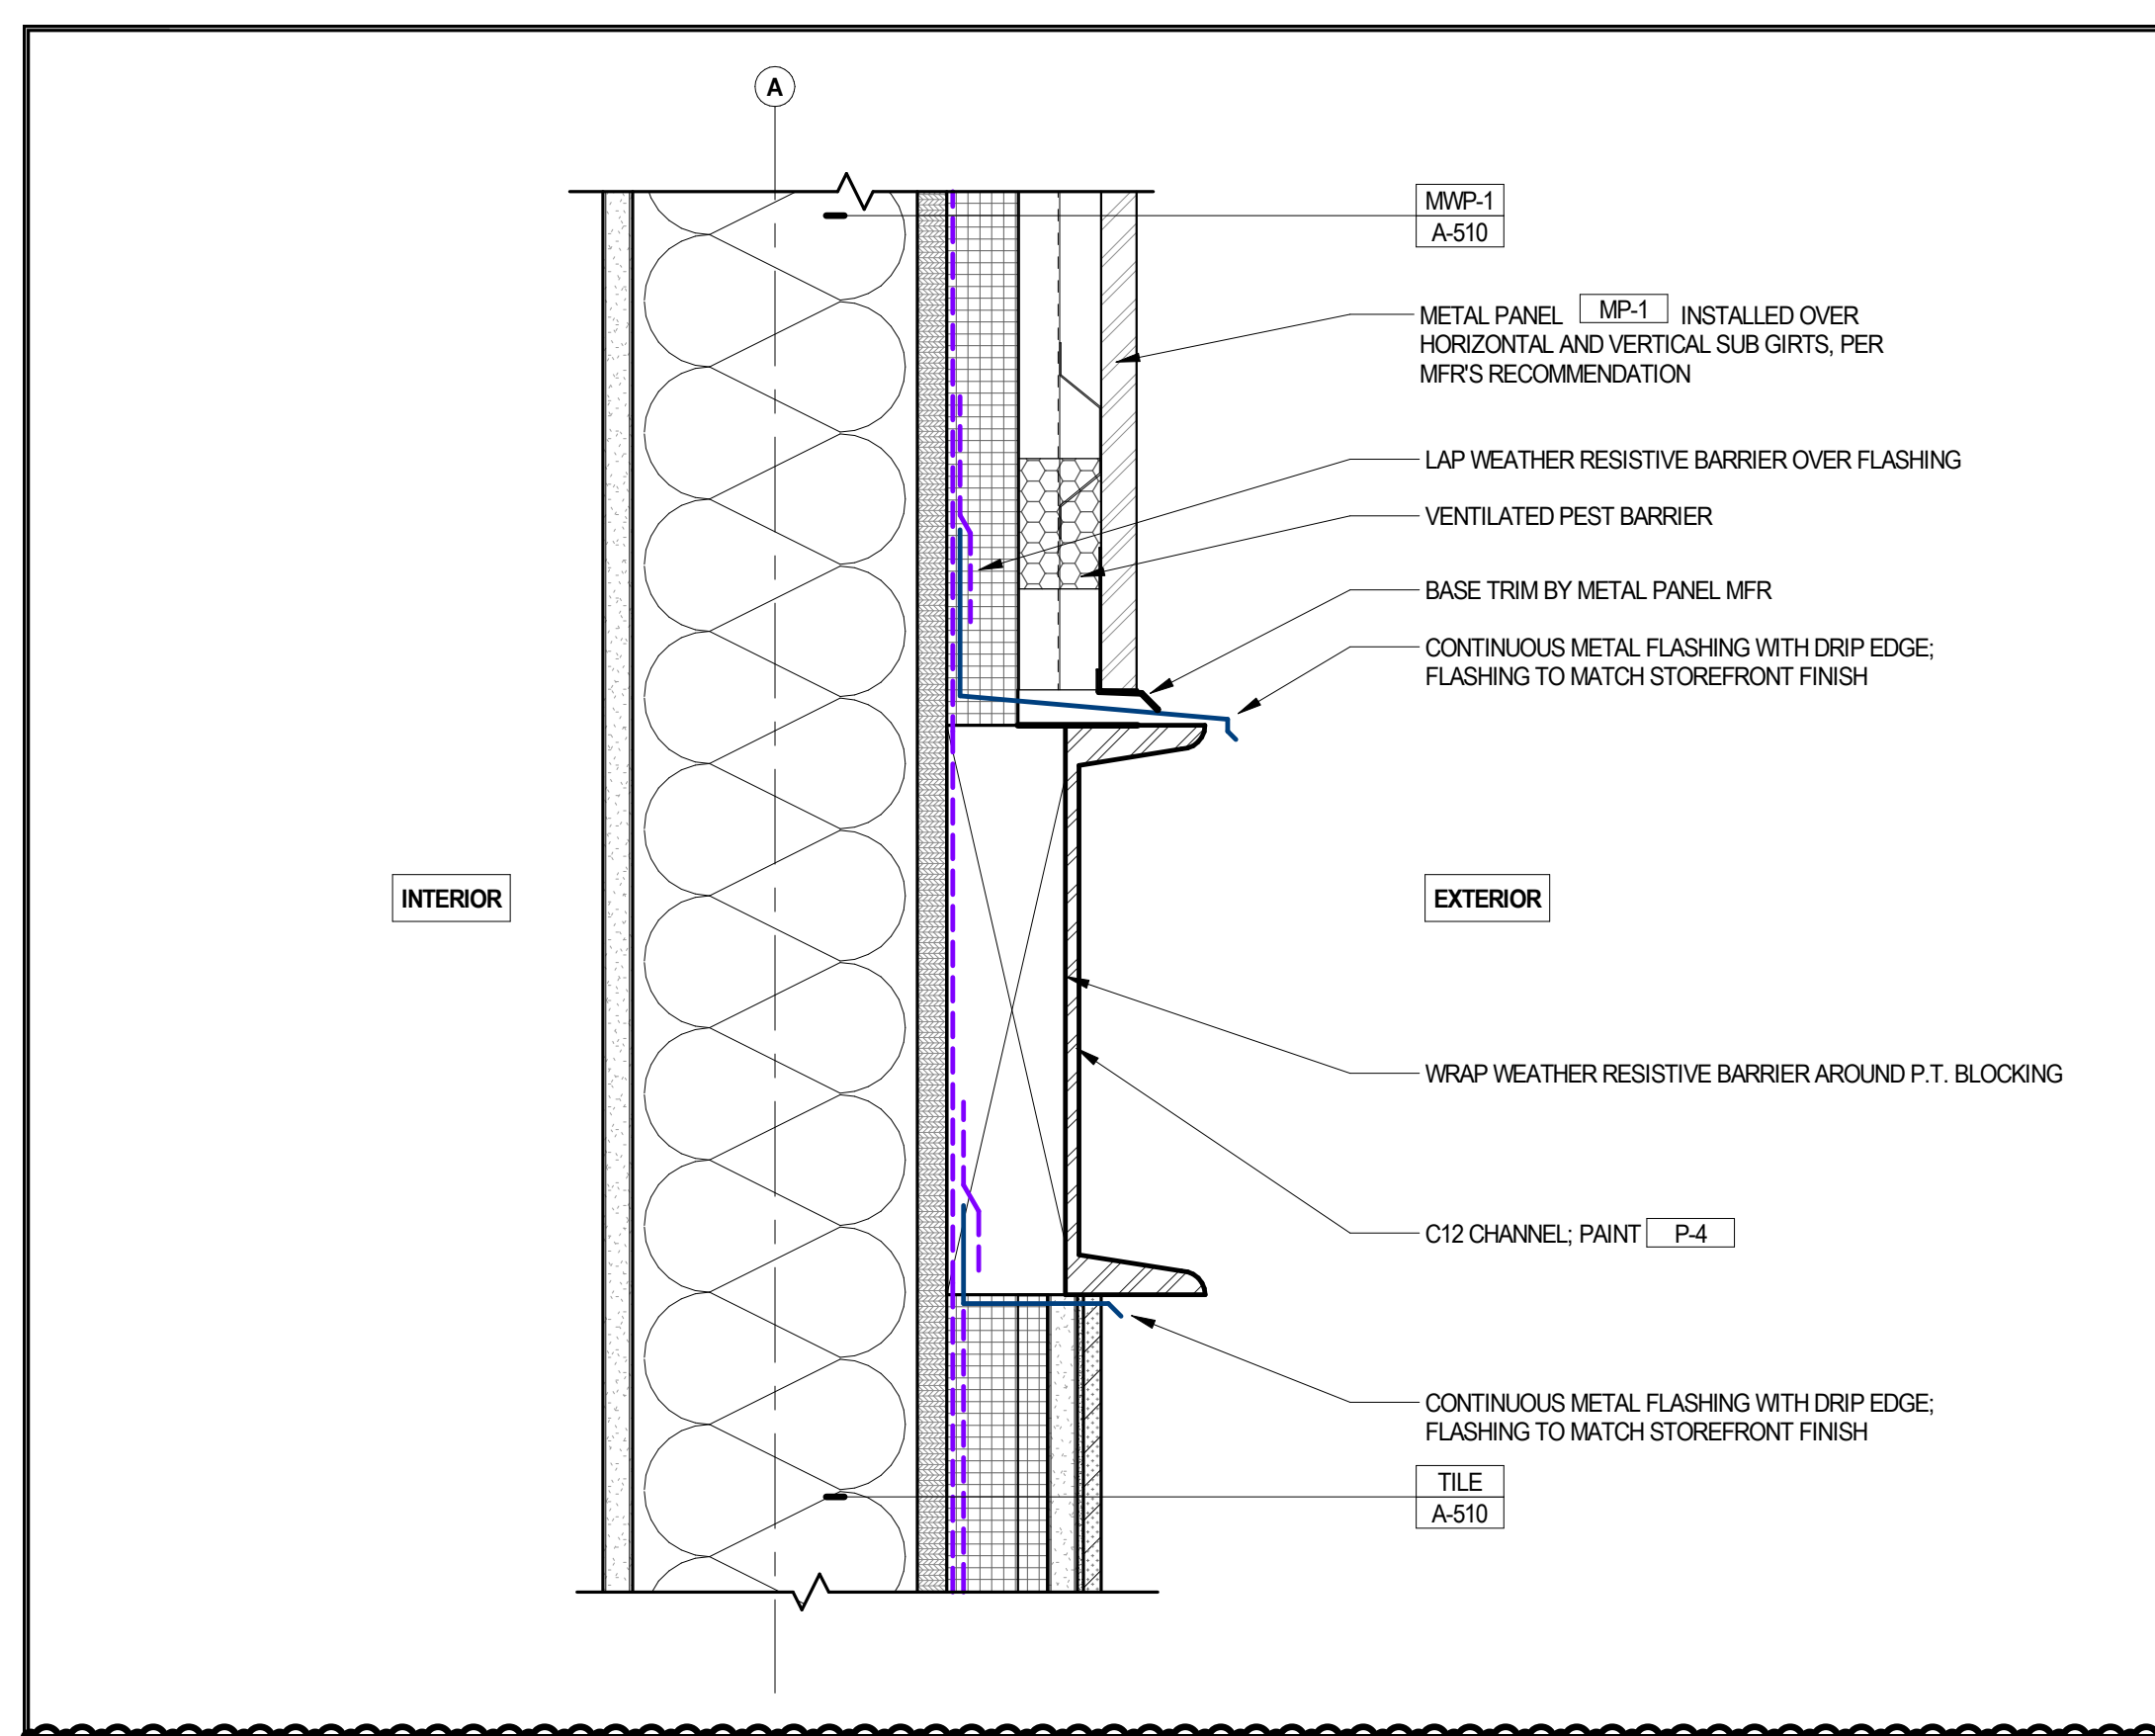 A
MWP-1
A-510
METAL PANEL MP-1 INSTALLED OVER
HORIZONTAL AND VERTICAL SUB GIRTS, PER
MFR'S RECOMMENDATION
LAP WEATHER RESISTIVE BARRIER OVER FLASHING
VENTILATED PEST BARRIER
BASE TRIM BY METAL PANEL MFR
CONTINUOUS METAL FLASHING WITH DRIP EDGE;
FLASHING TO MATCH STOREFRONT FINISH
INTERIOR
EXTERIOR
WRAP WEATHER RESISTIVE BARRIER AROUND P.T. BLOCKING
C12 CHANNEL; PAINT P-4
CONTINUOUS METAL FLASHING WITH DRIP EDGE;
FLASHING TO MATCH STOREFRONT FINISH
TILE
A-510